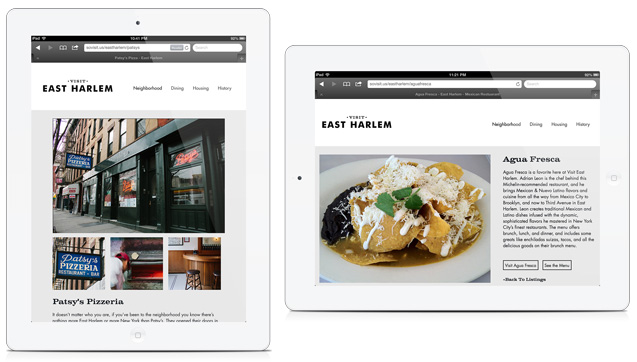 iPad
10:41 PM
92%
sovisit.us/eastharlem/patsys
Reader
Search
Patsy's Pizza - East Harlem
• VISIT •
EAST HARLEM
Neighborhood
Dining
Housing
History
Patsy's
PIZZERIA
Patsy's
PIZZERIA
RESTAURANT • BAR
Patsy's Pizzeria
It doesn't matter who you are, if you've been to the neighborhood you know there's
nothing more East Harlem or more New York than Patsy's. They opened their doors in
iPod
11:21 PM
80%
sovisit.us/eastharlem/aguafresca
Search
Agua Fresca - East Harlem - Mexican Restaurant
• VISIT •
EAST HARLEM
Neighborhood
Dining
Housing
History
Agua Fresca
Agua Fresca is a favorite here at Visit East
Harlem. Adrian Leon is the chef behind this
Michelin-recommended restaurant, and he
brings Mexican & Nuevo Latino flavors and
cuisine from all the way from Mexico to
Brooklyn, and now to Third Avenue in East
Harlem. Leon creates traditional Mexican and
Latino dishes infused with the dynamic,
sophisticated flavors he mastered in New York
City's finest restaurants. The menu offers
brunch, lunch, and dinner, and includes some
greats like enchiladas suizas, tacos, and all the
delicious goods on their brunch menu.
Visit Agua Fresca
See the Menu
«Back To Listings